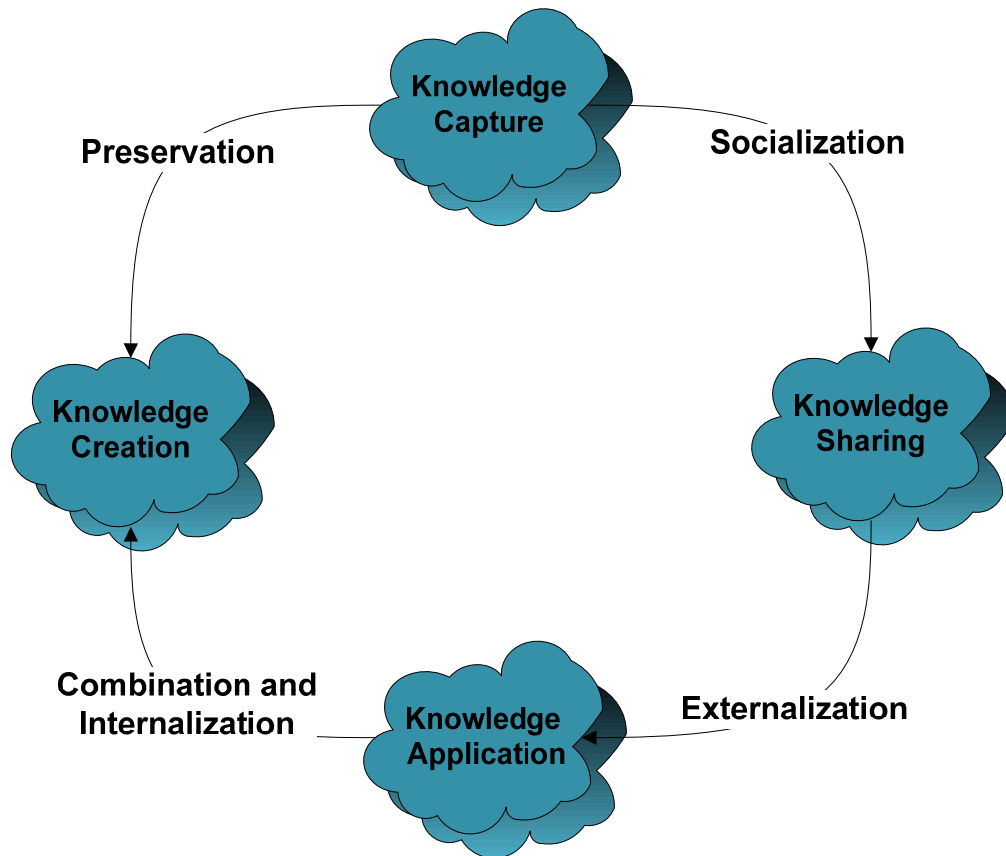 Knowledge
Capture
Preservation
Socialization
Knowledge
Creation
Knowledge
Sharing
Combination and
Internalization
Externalization
Knowledge
Application